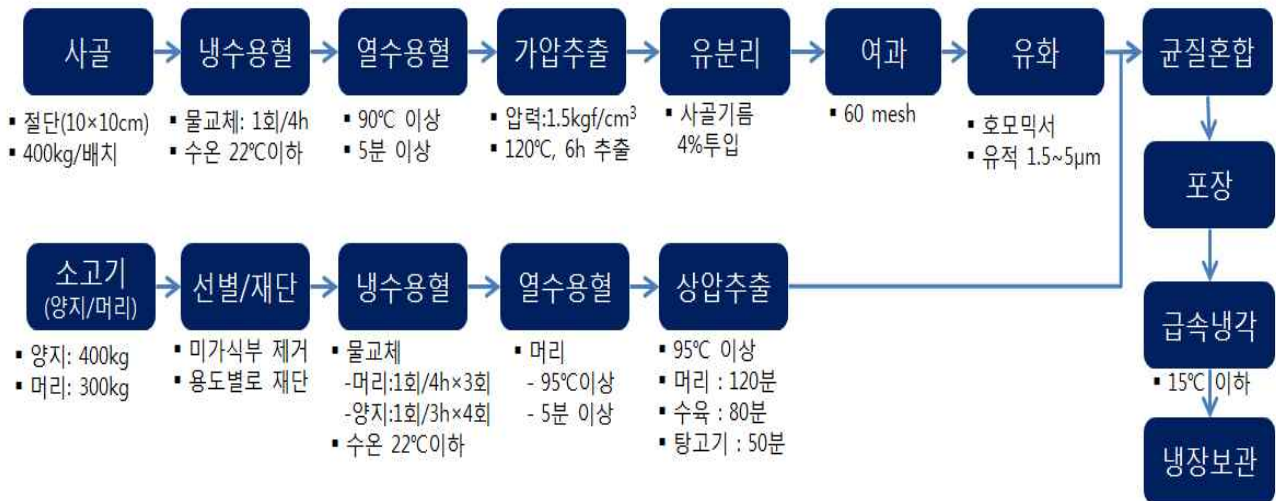 사골
냉수용혈
열수용혈
가압추출
유분리
여과
유화
균질혼합
▪ 절단(10×10cm)
▪ 400kg/배치
▪ 물교체: 1회/4h
▪ 수온 22℃이하
▪ 90℃ 이상
▪ 5분 이상
▪ 압력:1.5kgf/cm³
▪ 120℃, 6h 추출
▪ 사골기름
4%투입
▪ 60 mesh
▪ 호모믹서
▪ 유적 1.5~5μm
포장
소고기
(양지/머리)
선별/재단
냉수용혈
열수용혈
상압추출
급속냉각
▪ 양지: 400kg
▪ 머리: 300kg
▪ 미가식부 제거
▪ 용도별로 재단
▪ 물교체
-머리:1회/4h×3회
-양지:1회/3h×4회
▪ 수온 22℃이하
▪ 머리
- 95℃이상
- 5분 이상
▪ 95℃ 이상
▪ 머리 : 120분
▪ 수육 : 80분
▪ 탕고기 : 50분
▪ 15℃ 이하
냉장보관